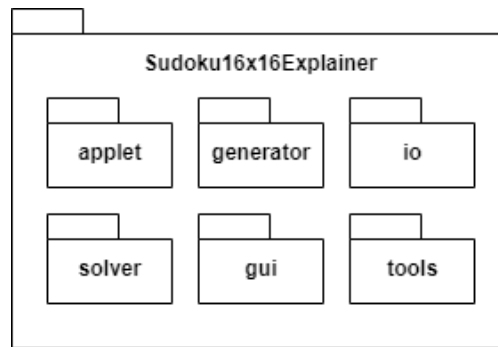 Sudoku16x16Explainer
applet generator io
solver gui tools